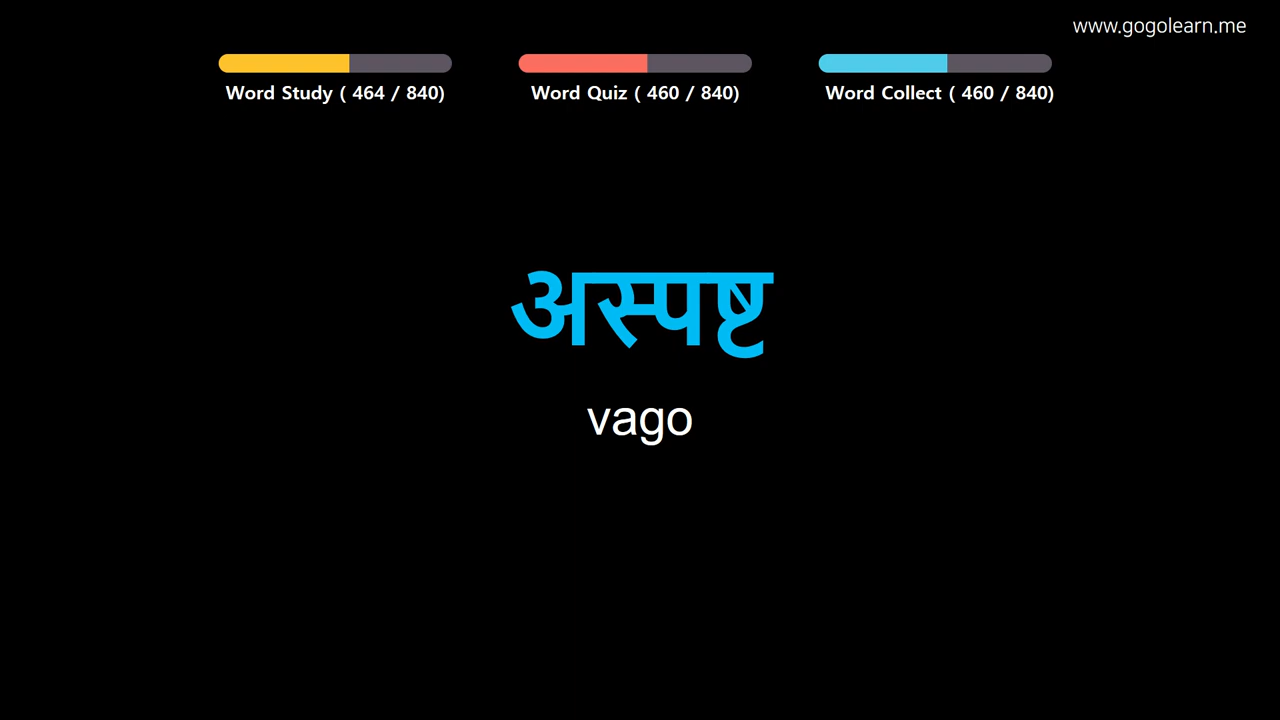 www.gogolearn.me
Word Study ( 464 / 840)
Word Quiz ( 460 / 840)
Word Collect ( 460 / 840)
अस्पष्ट
vago